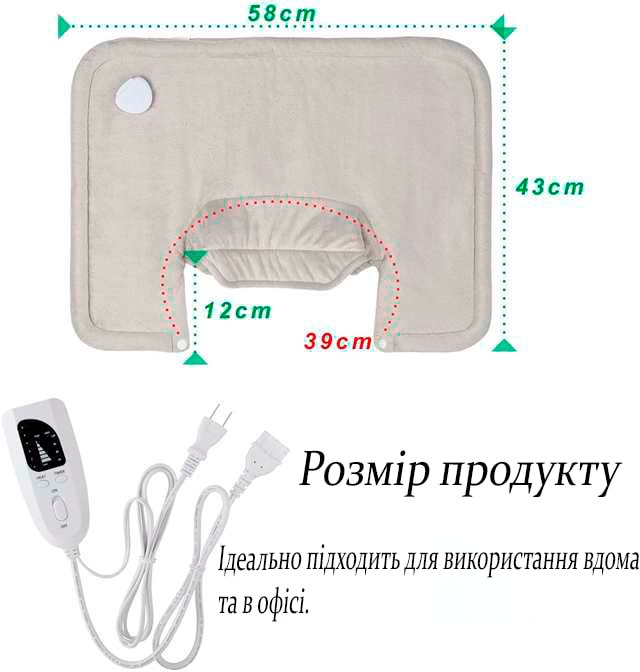 58cm
43cm
12cm
39cm
Розмір продукту
Ідеально підходить для використання вдома
та в офісі.